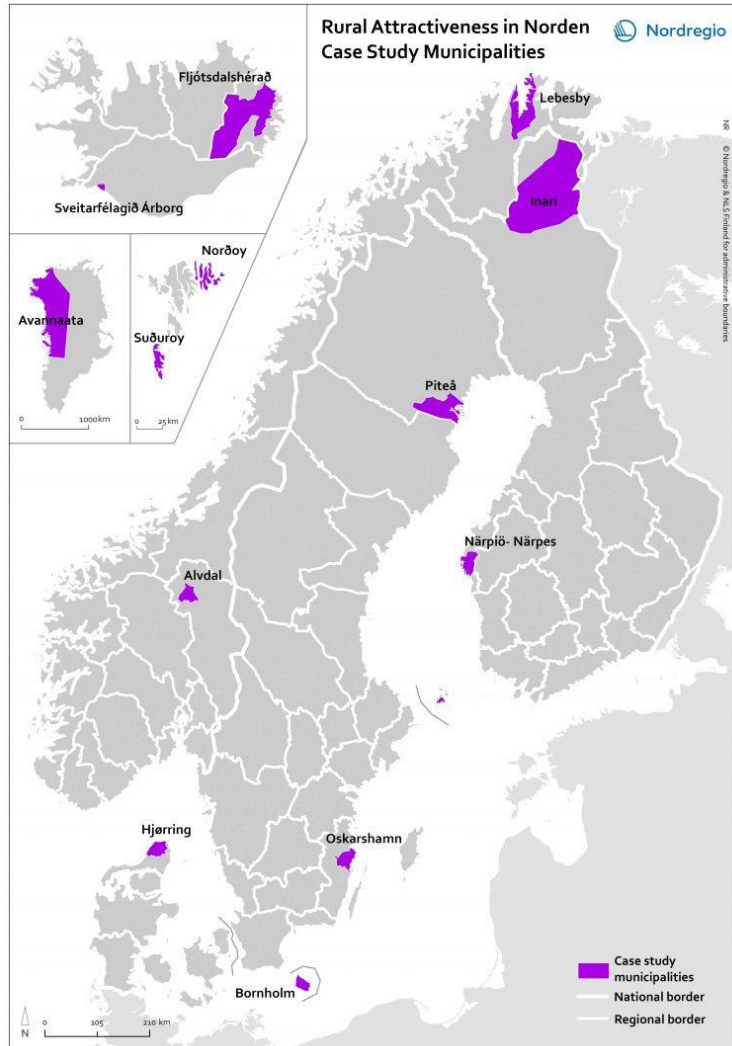 Rural Attractiveness in Norden
Case Study Municipalities
Nordregio
Fljótsdalshérað
Sveitarfélagið Árborg
Lebesby
Inari
NR © Nordregio & NLS Finland for administrative boundaries
Norðoy
Avannaata
Suðuroy
0 1000 km
0 25 km
Piteå
Närpiö- Närpes
Alvdal
Hjørring
Oskarshamn
Bornholm
Case study
municipalities
National border
Regional border
N
0 105 210 km